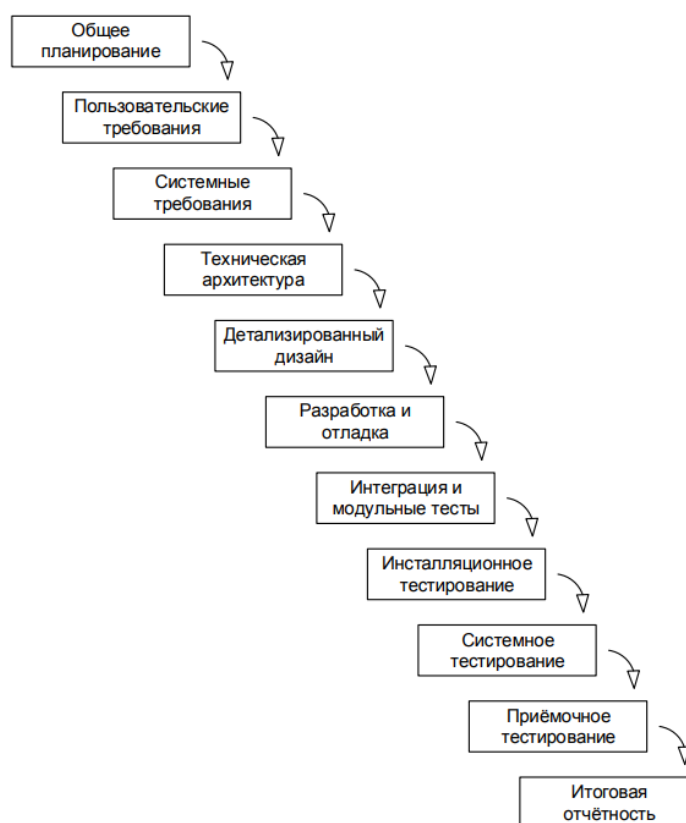 Общее
планирование
Пользовательские
требования
Системные
требования
Техническая
архитектура
Детализированный
дизайн
Разработка и
отладка
Интеграция и
модульные тесты
Инсталляционное
тестирование
Системное
тестирование
Приёмочное
тестирование
Итоговая
отчётность